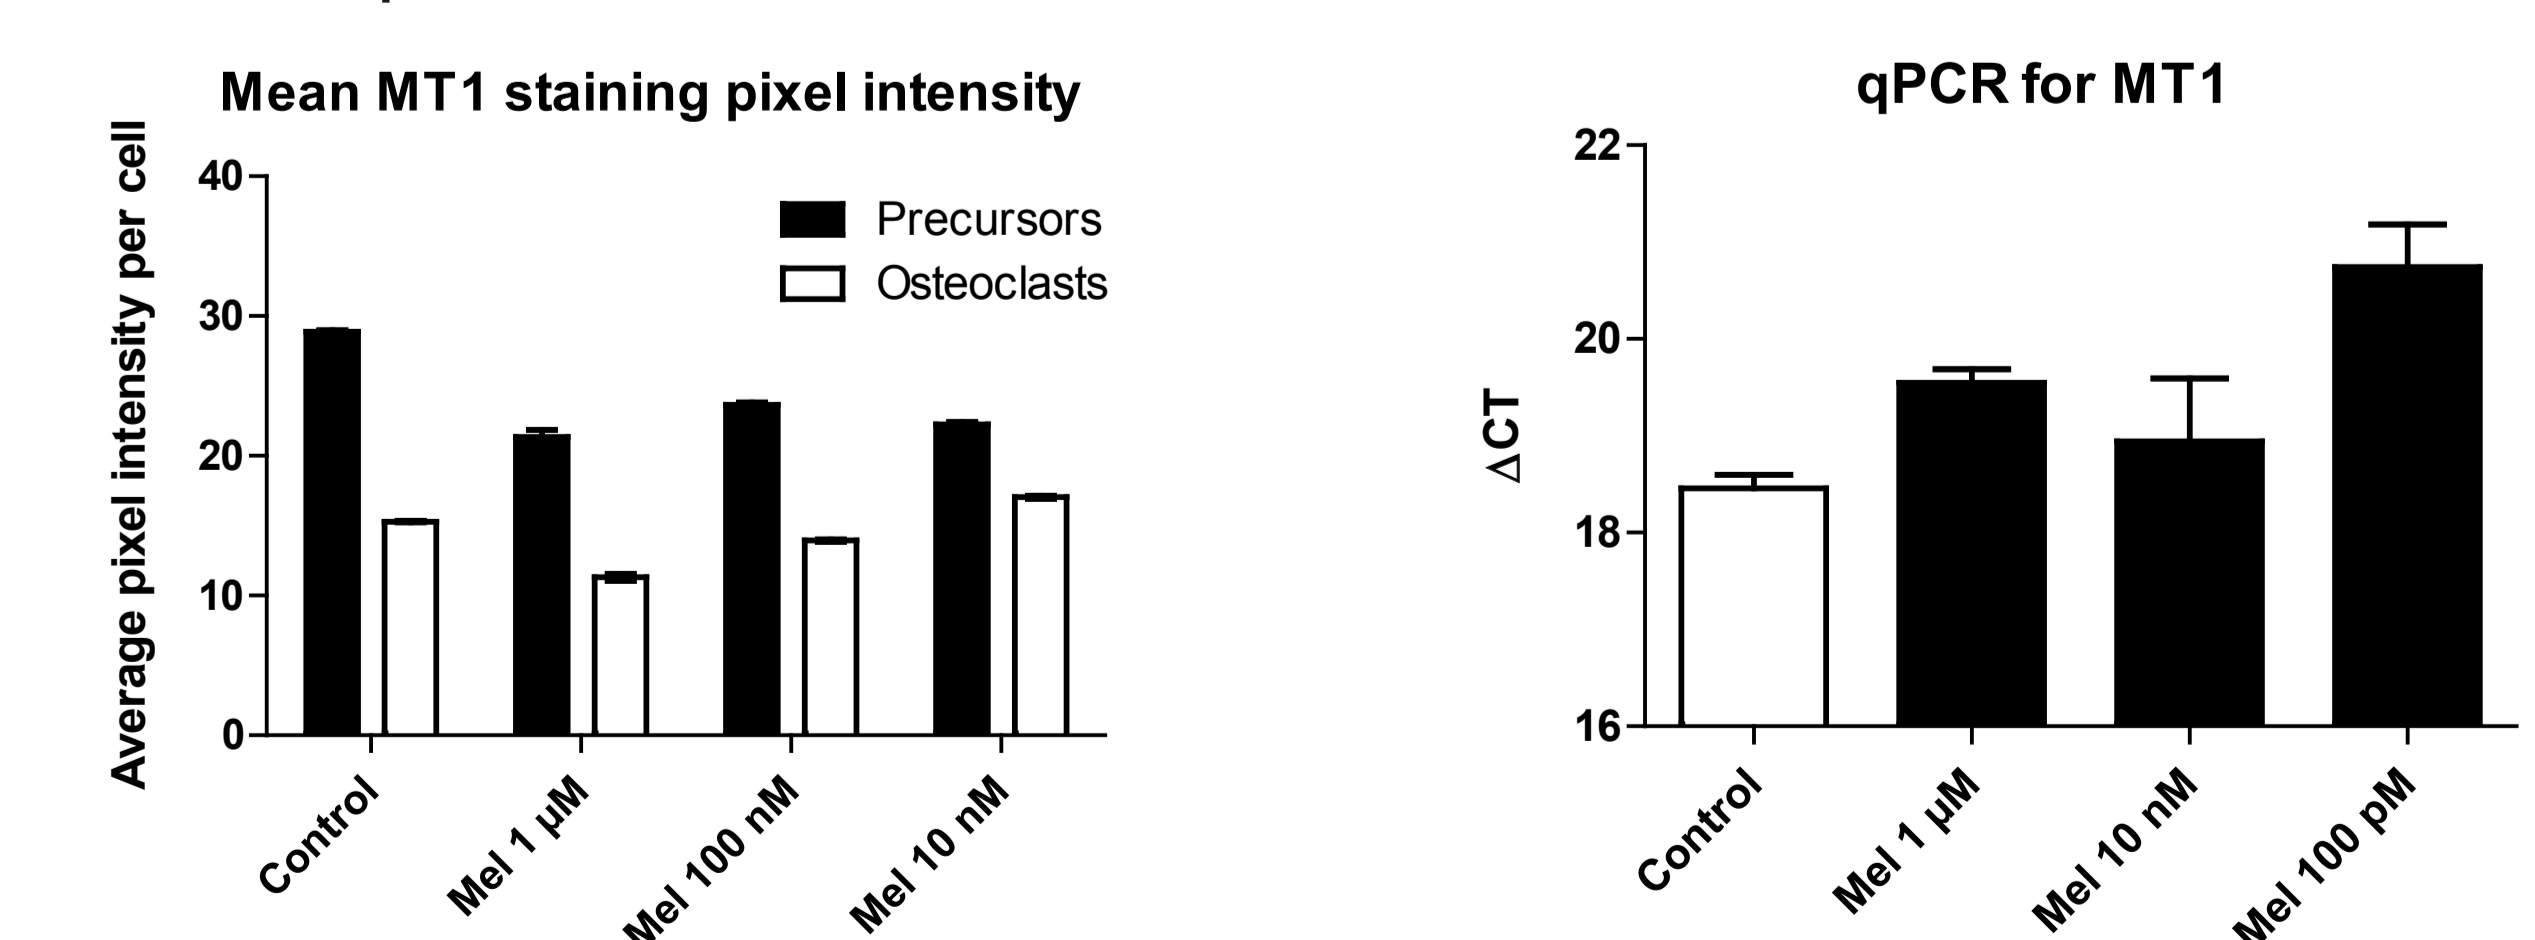 Mean MT1 staining pixel intensity
Average pixel intensity per cell
40
30
20
10
0
Precursors
Osteoclasts
Control
Mel 1 µM
Mel 100 nM
Mel 10 nM
qPCR for MT1
ΔCT
22
20
18
16
Control
Mel 1 µM
Mel 10 nM
Mel 100 pM